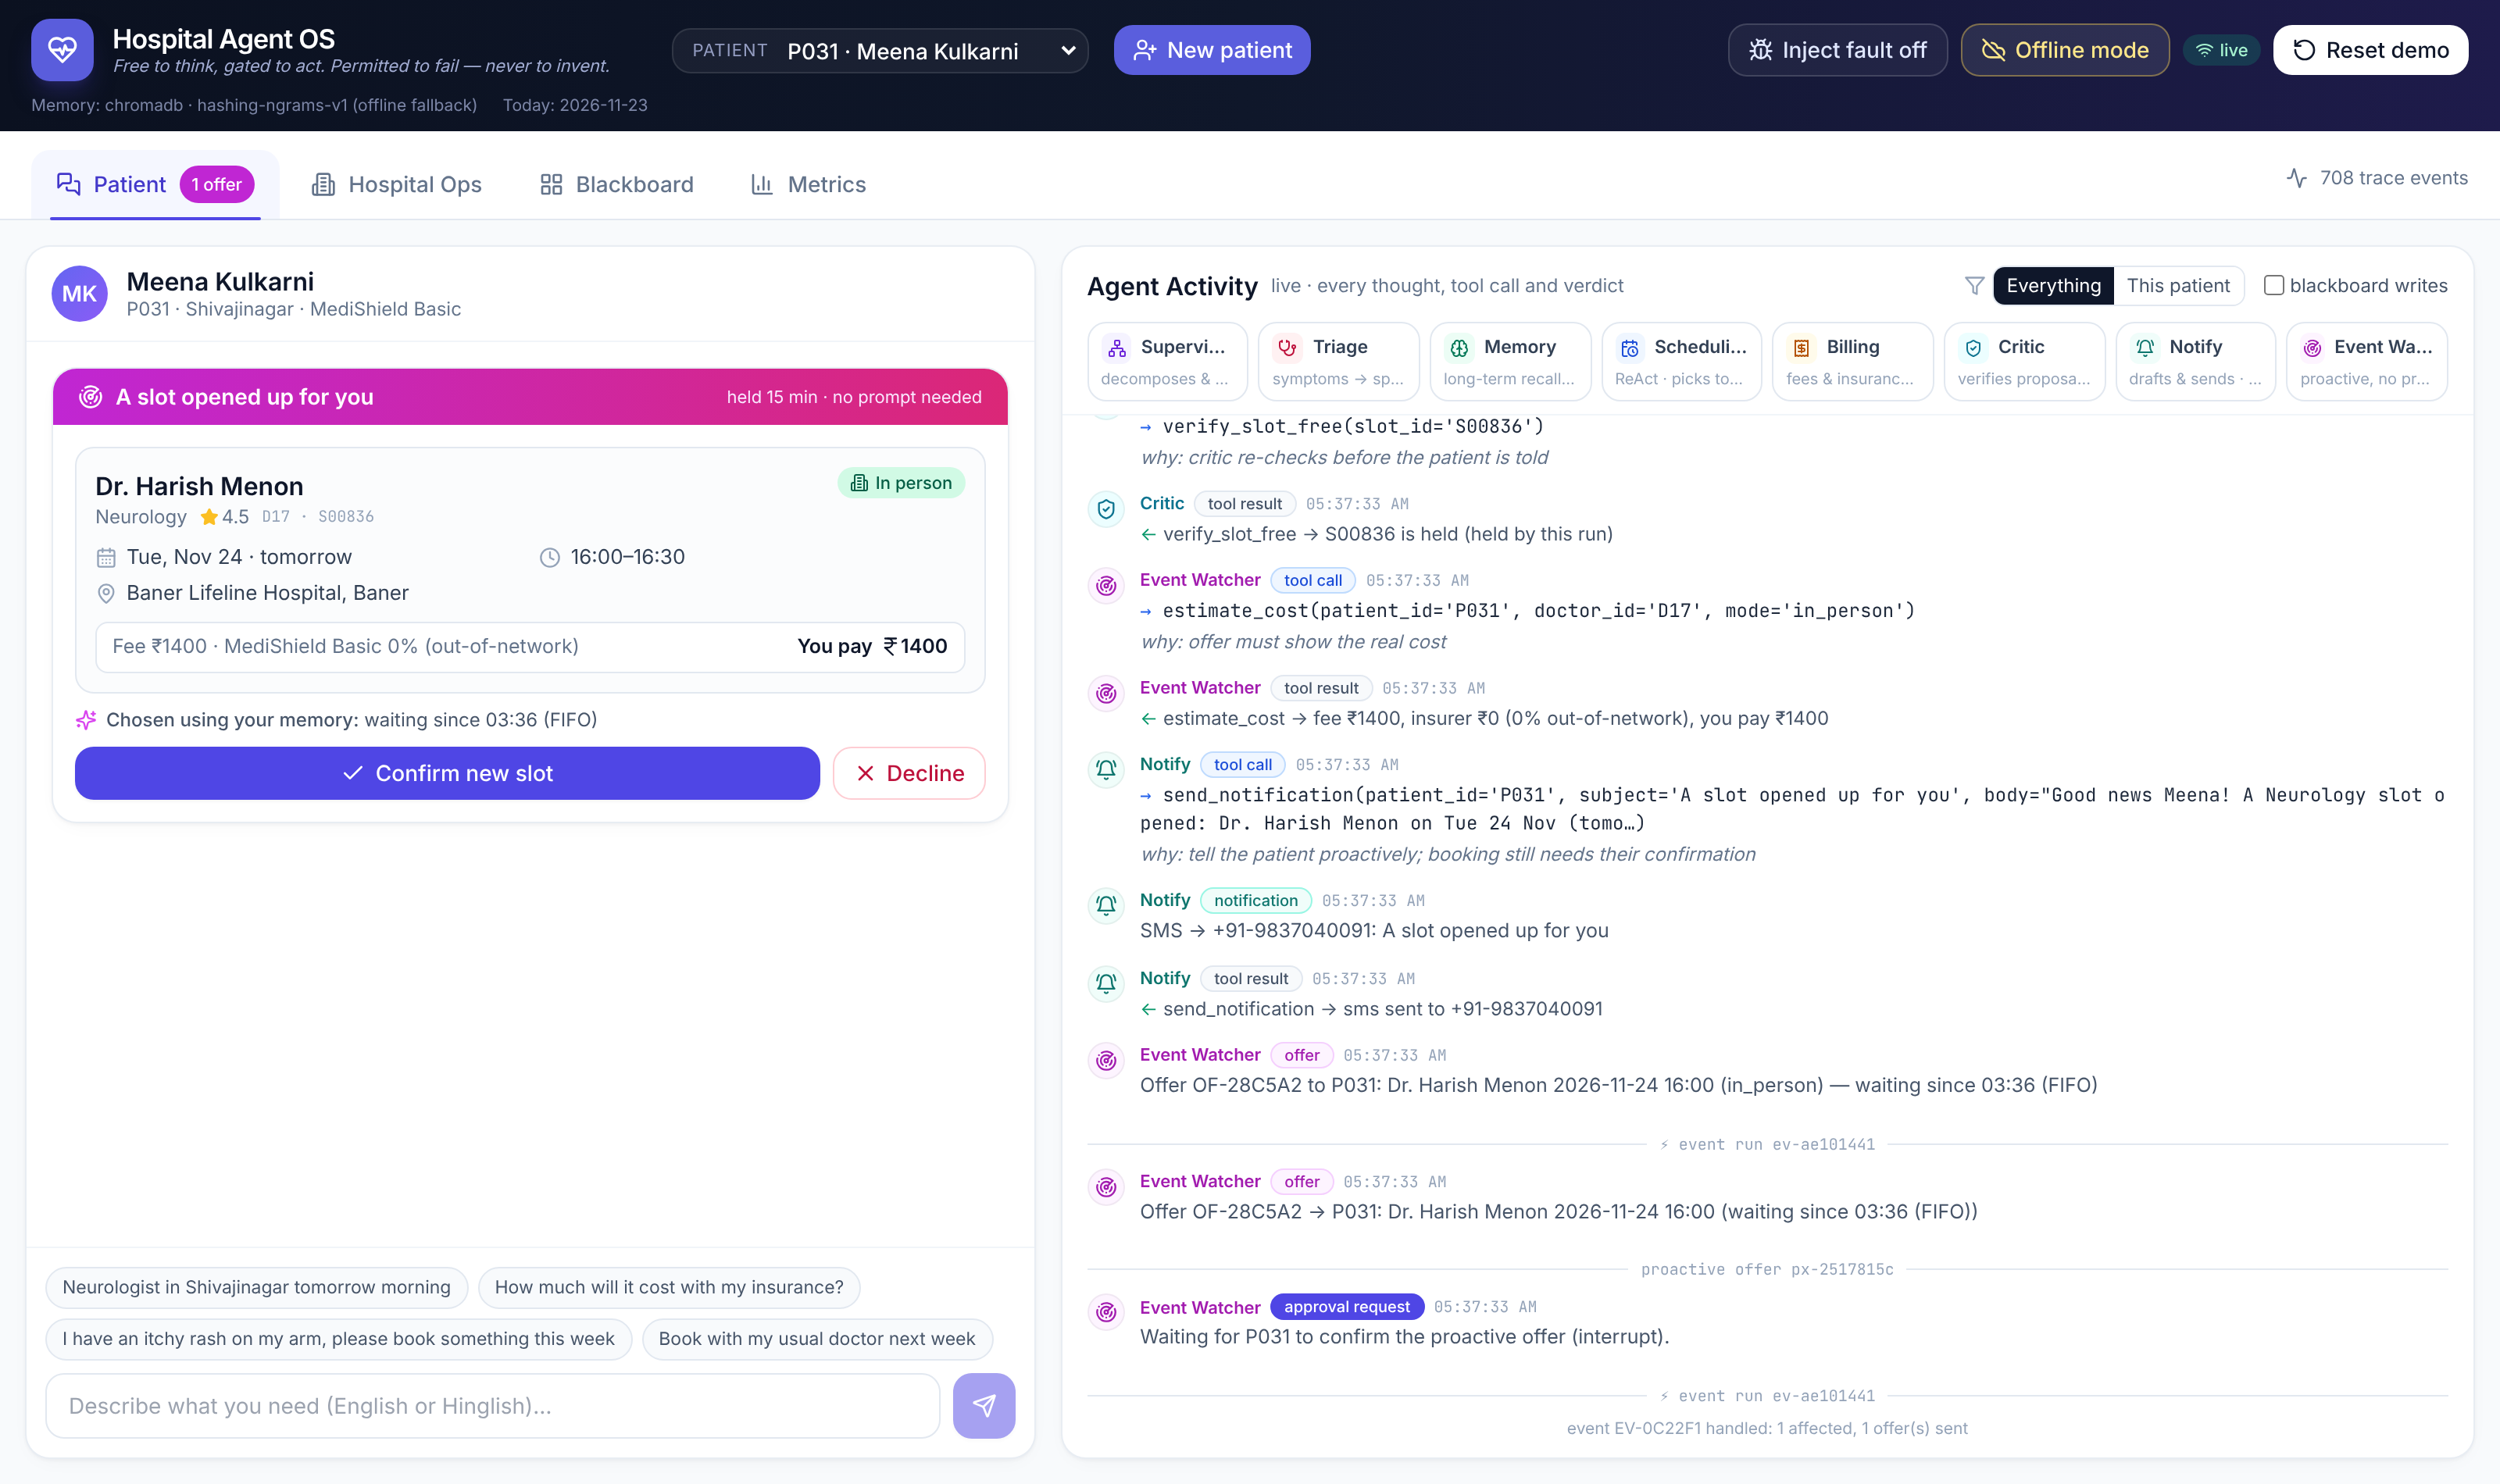 Hospital Agent OS
Free to think, gated to act. Permitted to fail — never to invent.
PATIENT P031 · Meena Kulkarni
New patient
Inject fault off
Offline mode
live
Reset demo
Memory: chromadb · hashing-ngrams-v1 (offline fallback) Today: 2026-11-23
Patient 1 offer
Hospital Ops
Blackboard
Metrics
708 trace events
MK
Meena Kulkarni
P031 · Shivajinagar · MediShield Basic
A slot opened up for you
held 15 min · no prompt needed
Dr. Harish Menon
In person
Neurology 4.5 D17 · S00836
Tue, Nov 24 · tomorrow
16:00–16:30
Baner Lifeline Hospital, Baner
Fee ₹1400 · MediShield Basic 0% (out-of-network)
You pay ₹1400
Chosen using your memory: waiting since 03:36 (FIFO)
Confirm new slot
Decline
Neurologist in Shivajinagar tomorrow morning
How much will it cost with my insurance?
I have an itchy rash on my arm, please book something this week
Book with my usual doctor next week
Describe what you need (English or Hinglish)...
Agent Activity live · every thought, tool call and verdict
Everything
This patient
blackboard writes
Supervi...
decomposes & ...
Triage
symptoms → sp...
Memory
long-term recall...
Scheduli...
ReAct · picks to...
Billing
fees & insuranc...
Critic
verifies proposa...
Notify
drafts & sends · ...
Event Wa...
proactive, no pr...
→ verify_slot_free(slot_id='S00836')
why: critic re-checks before the patient is told
Critic tool result 05:37:33 AM
← verify_slot_free → S00836 is held (held by this run)
Event Watcher tool call 05:37:33 AM
→ estimate_cost(patient_id='P031', doctor_id='D17', mode='in_person')
why: offer must show the real cost
Event Watcher tool result 05:37:33 AM
← estimate_cost → fee ₹1400, insurer ₹0 (0% out-of-network), you pay ₹1400
Notify tool call 05:37:33 AM
→ send_notification(patient_id='P031', subject='A slot opened up for you', body="Good news Meena! A Neurology slot o
pened: Dr. Harish Menon on Tue 24 Nov (tomo…)
why: tell the patient proactively; booking still needs their confirmation
Notify notification 05:37:33 AM
SMS → +91-9837040091: A slot opened up for you
Notify tool result 05:37:33 AM
← send_notification → sms sent to +91-9837040091
Event Watcher offer 05:37:33 AM
Offer OF-28C5A2 to P031: Dr. Harish Menon 2026-11-24 16:00 (in_person) — waiting since 03:36 (FIFO)
⚡ event run ev-ae101441
Event Watcher offer 05:37:33 AM
Offer OF-28C5A2 → P031: Dr. Harish Menon 2026-11-24 16:00 (waiting since 03:36 (FIFO))
proactive offer px-2517815c
Event Watcher approval request 05:37:33 AM
Waiting for P031 to confirm the proactive offer (interrupt).
⚡ event run ev-ae101441
event EV-0C22F1 handled: 1 affected, 1 offer(s) sent